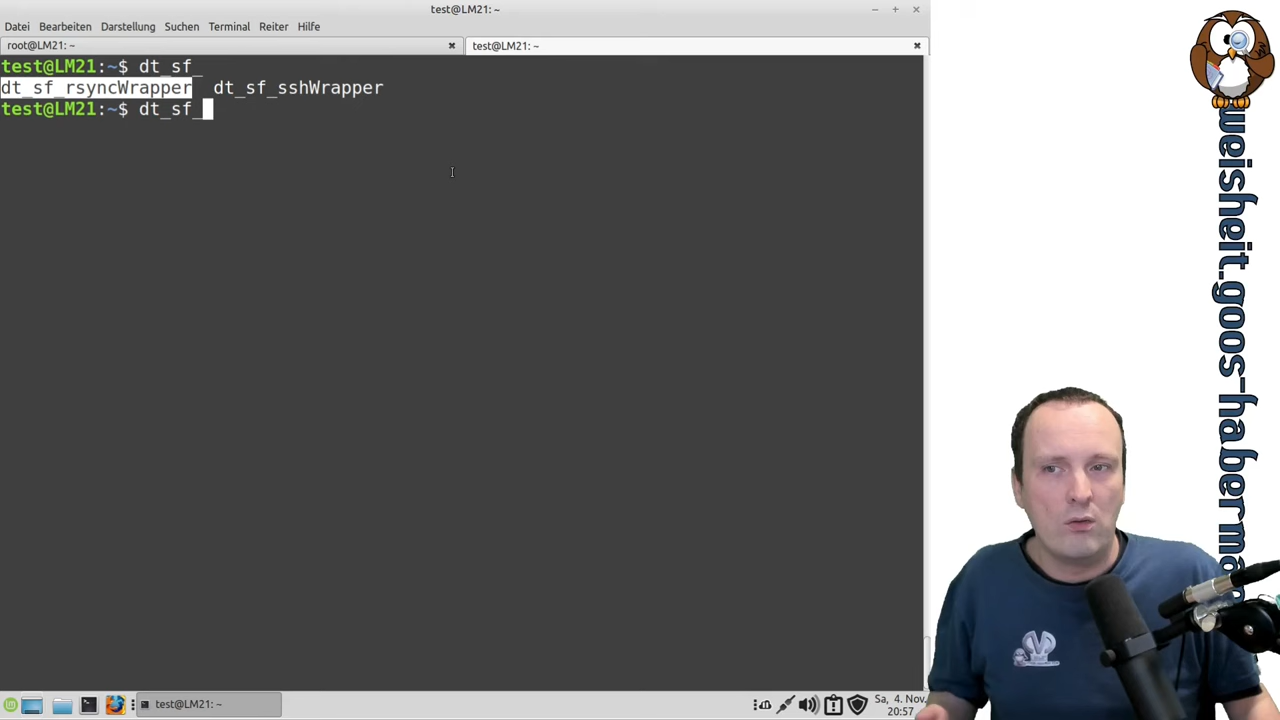 test@LM21: ~
Datei Bearbeiten Darstellung Suchen Terminal Reiter Hilfe
root@LM21: ~
test@LM21: ~
test@LM21:~$ dt_sf_
dt_sf_rsyncWrapper dt_sf_sshWrapper
test@LM21:~$ dt_sf_
test@LM21: ~
Sa, 4. Nov.
20:57
weisheit.goos-haberma